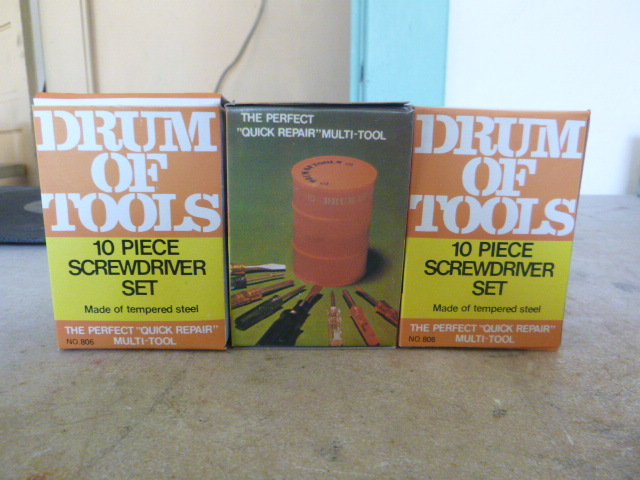 DRUM
OF
TOOLS
10 PIECE
SCREWDRIVER
SET
Made of tempered steel
THE PERFECT "QUICK REPAIR"
MULTI-TOOL
NO. 806
THE PERFECT
"QUICK REPAIR" MULTI-TOOL
DRUM
OF
TOOLS
10 PIECE
SCREWDRIVER
SET
Made of tempered steel
THE PERFECT "QUICK REPAIR"
MULTI-TOOL
NO. 806